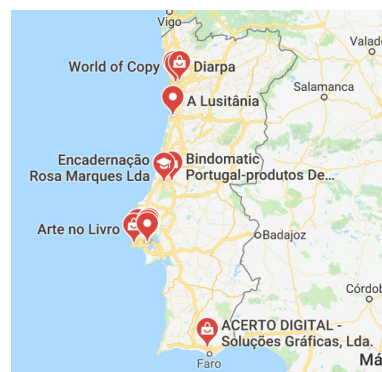 Vigo
World of Copy
Diarpa
Valado
Salamanca
A Lusitânia
Encadernação
Rosa Marques Lda
Bindomatic
Portugal-produtos De...
Arte no Livro
Badajoz
Córdob
ACERTO DIGITAL -
Soluções Gráficas, Lda.
Faro
Má